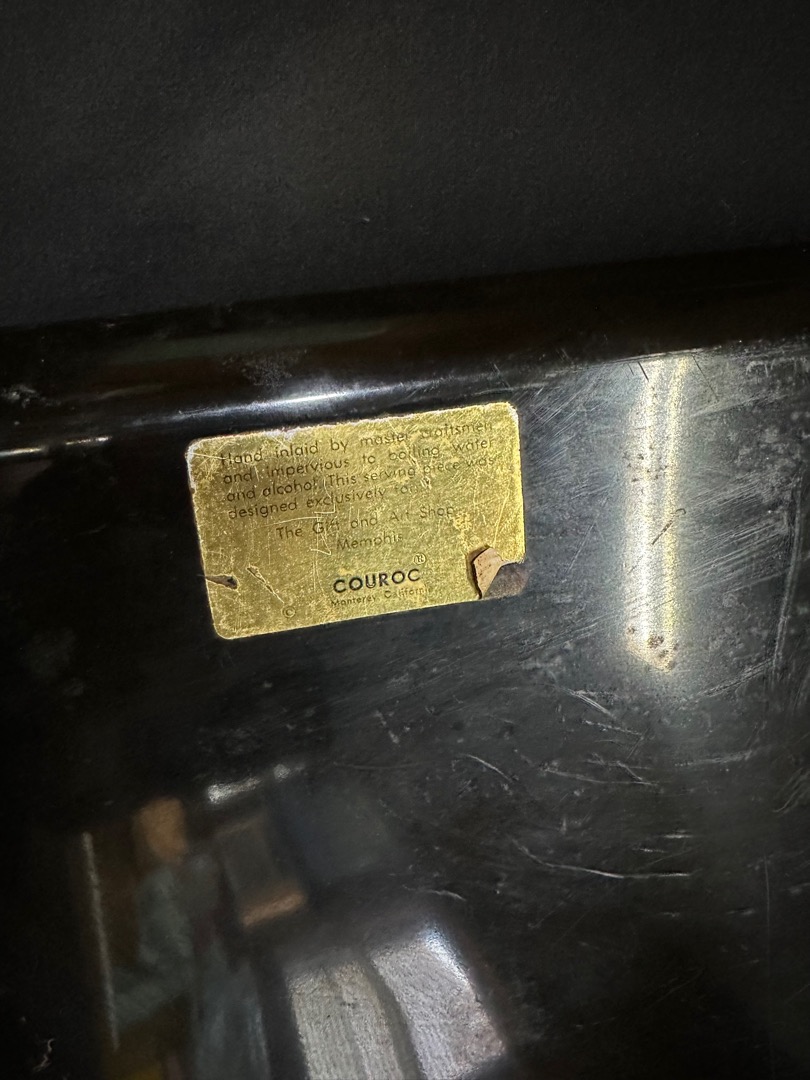 Hand inlaid by master craftsmen
and impervious to boiling water
and alcohol. This serving piece was
designed exclusively for
The Gift and Art Shop
Memphis
®
COUROC
Monterey California
©